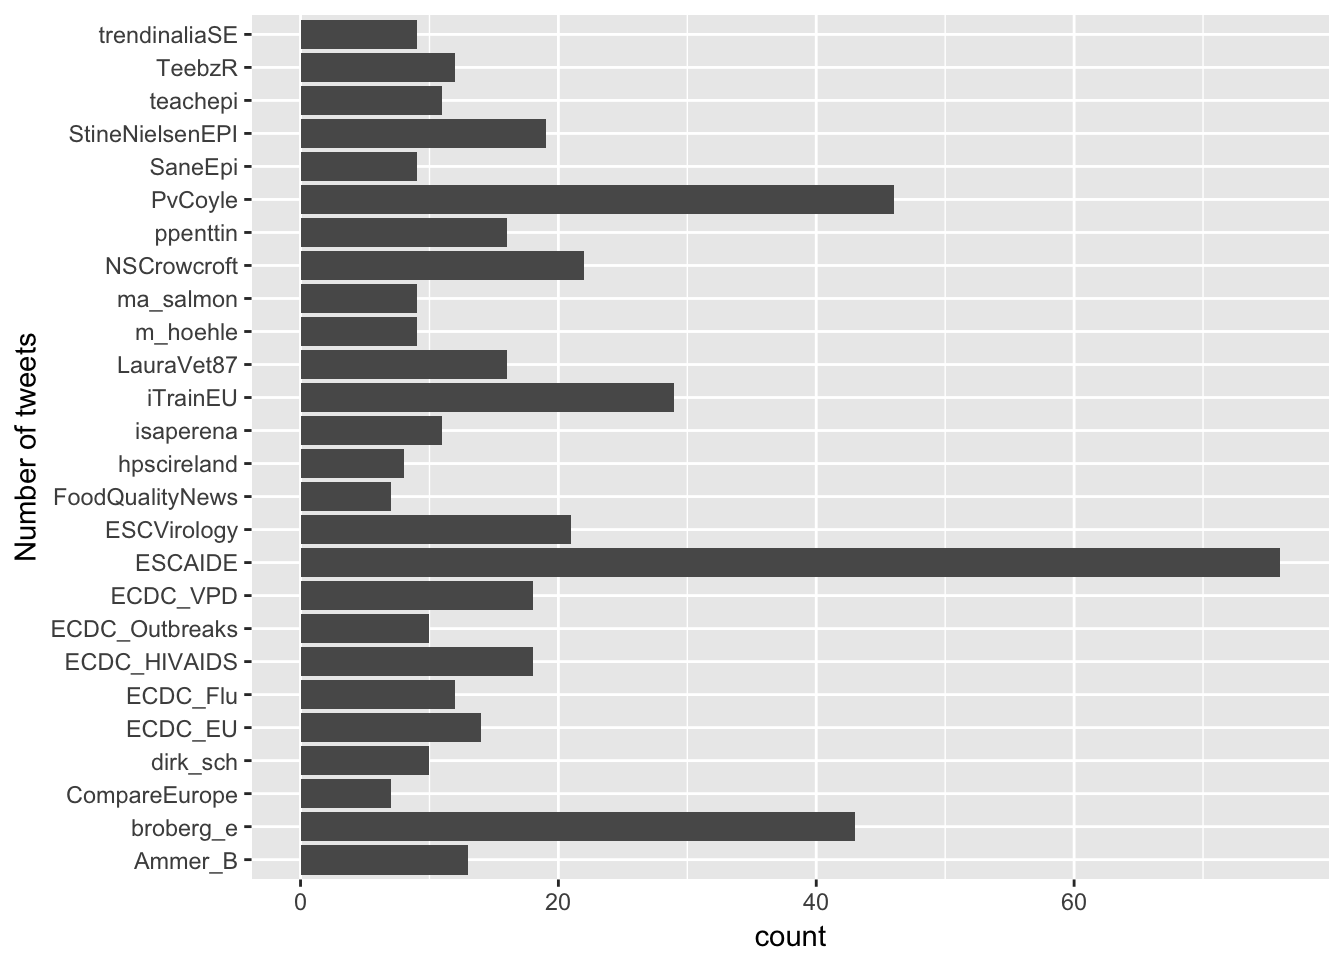 trendinaliaSE
TeebzR
teachepi
StineNielsenEPI
SaneEpi
PvCoyle
ppenttin
NSCrowcroft
ma_salmon
m_hoehle
LauraVet87
iTrainEU
isaperena
hpscireland
FoodQualityNews
ESCVirology
ESCAIDE
ECDC_VPD
ECDC_Outbreaks
ECDC_HIVAIDS
ECDC_Flu
ECDC_EU
dirk_sch
CompareEurope
broberg_e
Ammer_B
Number of tweets
0 20 40 60
count